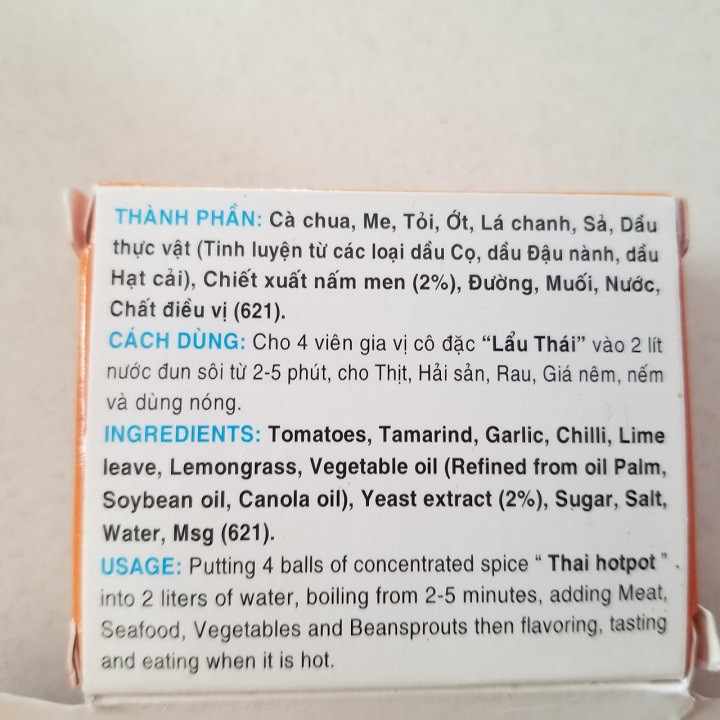 THÀNH PHẦN: Cà chua, Me, Tỏi, Ớt, Lá chanh, Sả, Dầu
thực vật (Tinh luyện từ các loại dầu Cọ, dầu Đậu nành, dầu
Hạt cải), Chiết xuất nấm men (2%), Đường, Muối, Nước,
Chất điều vị (621).
CÁCH DÙNG: Cho 4 viên gia vị cô đặc “Lẩu Thái” vào 2 lít
nước đun sôi từ 2-5 phút, cho Thịt, Hải sản, Rau, Giá nêm, nếm
và dùng nóng.
INGREDIENTS: Tomatoes, Tamarind, Garlic, Chilli, Lime
leave, Lemongrass, Vegetable oil (Refined from oil Palm,
Soybean oil, Canola oil), Yeast extract (2%), Sugar, Salt,
Water, Msg (621).
USAGE: Putting 4 balls of concentrated spice “ Thai hotpot ”
into 2 liters of water, boiling from 2-5 minutes, adding Meat,
Seafood, Vegetables and Beansprouts then flavoring, tasting
and eating when it is hot.